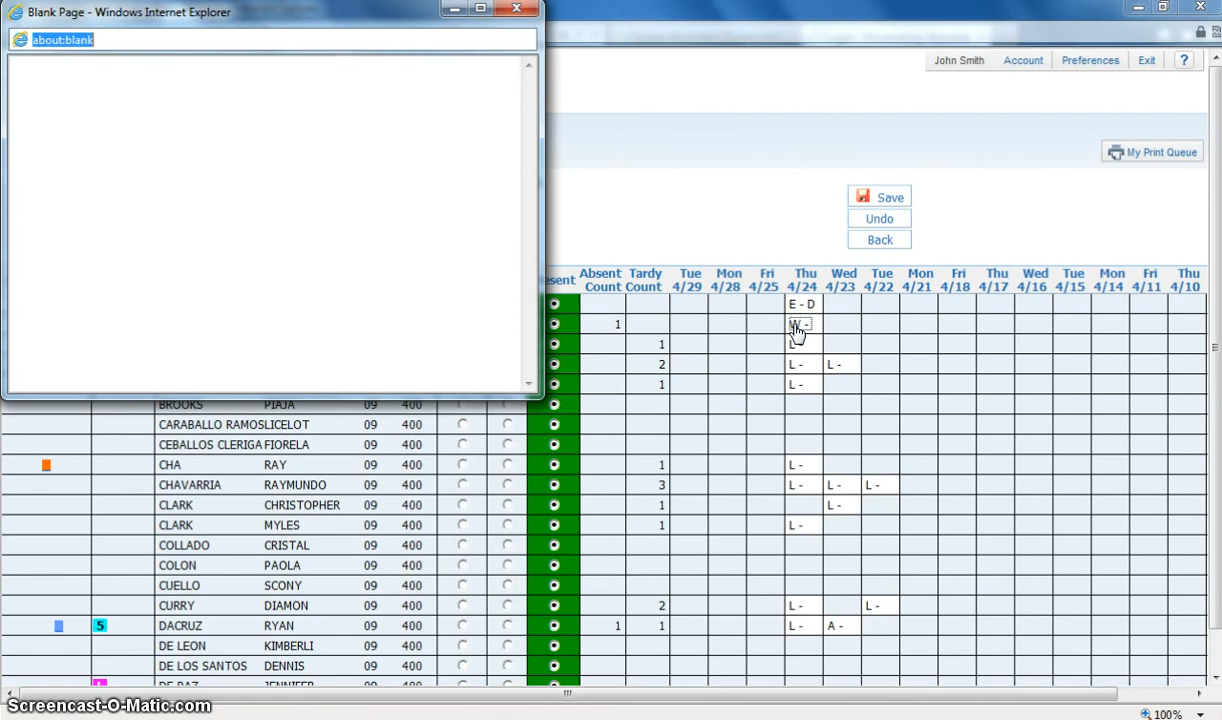 Blank Page - Windows Internet Explorer
about:blank
John Smith Account Preferences Exit ?
My Print Queue
Save
Undo
Back
Absent Count Tardy Count Tue 4/29 Mon 4/28 Fri 4/25 Thu 4/24 Wed 4/23 Tue 4/22 Mon 4/21 Fri 4/18 Thu 4/17 Wed 4/16 Tue 4/15 Mon 4/14 Fri 4/11 Thu 4/10
E - D
1 W -
1 L -
2 L - L -
1 L -
BROOKS PIAJA 09 400
CARABALLO RAMOS LICELOT 09 400
CEBALLOS CLERIGA FIORELA 09 400
CHA RAY 09 400 1 L -
CHAVARRIA RAYMUNDO 09 400 3 L - L - L -
CLARK CHRISTOPHER 09 400 1 L -
CLARK MYLES 09 400 1 L -
COLLADO CRISTAL 09 400
COLON PAOLA 09 400
CUELLO SCONY 09 400
CURRY DIAMON 09 400 2 L - L -
5 DACRUZ RYAN 09 400 1 1 L - A -
DE LEON KIMBERLI 09 400
DE LOS SANTOS DENNIS 09 400
DE PAZ JENNIFER 09 400
Screencast-O-Matic.com
100%